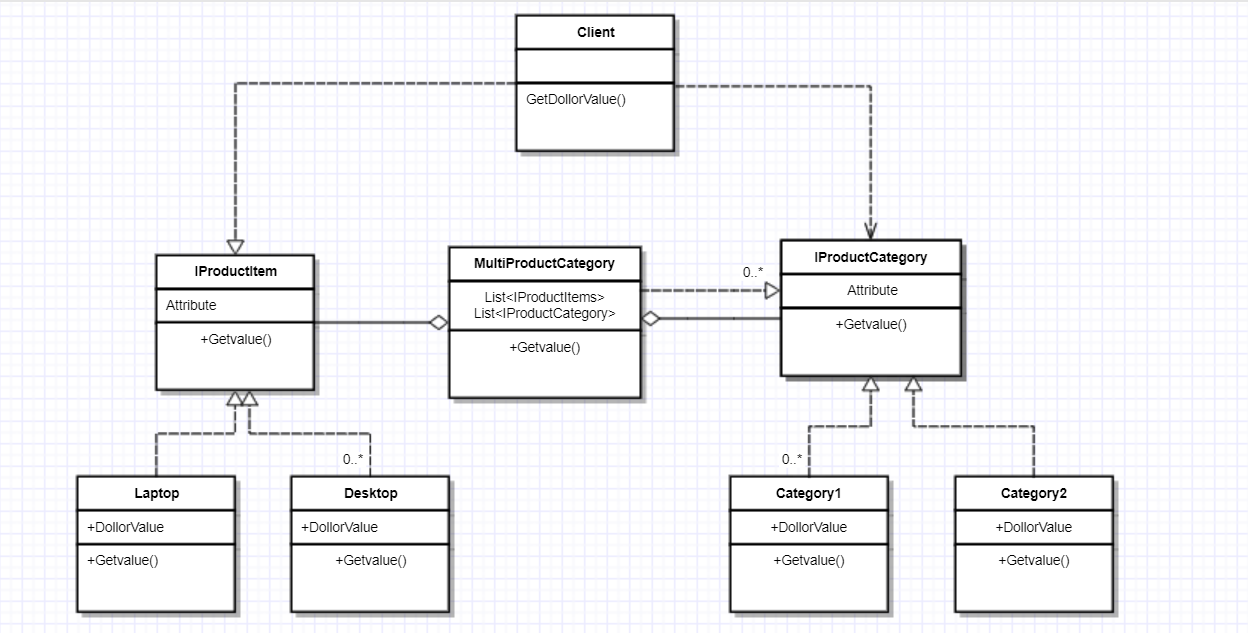 Client
GetDollorValue()
IProductItem
Attribute
+Getvalue()
MultiProductCategory
List<IProductItems>
List<IProductCategory>
+Getvalue()
0..*
IProductCategory
Attribute
+Getvalue()
0..*
Laptop
+DollorValue
+Getvalue()
Desktop
+DollorValue
+Getvalue()
0..*
Category1
+DollorValue
+Getvalue()
Category2
+DollorValue
+Getvalue()